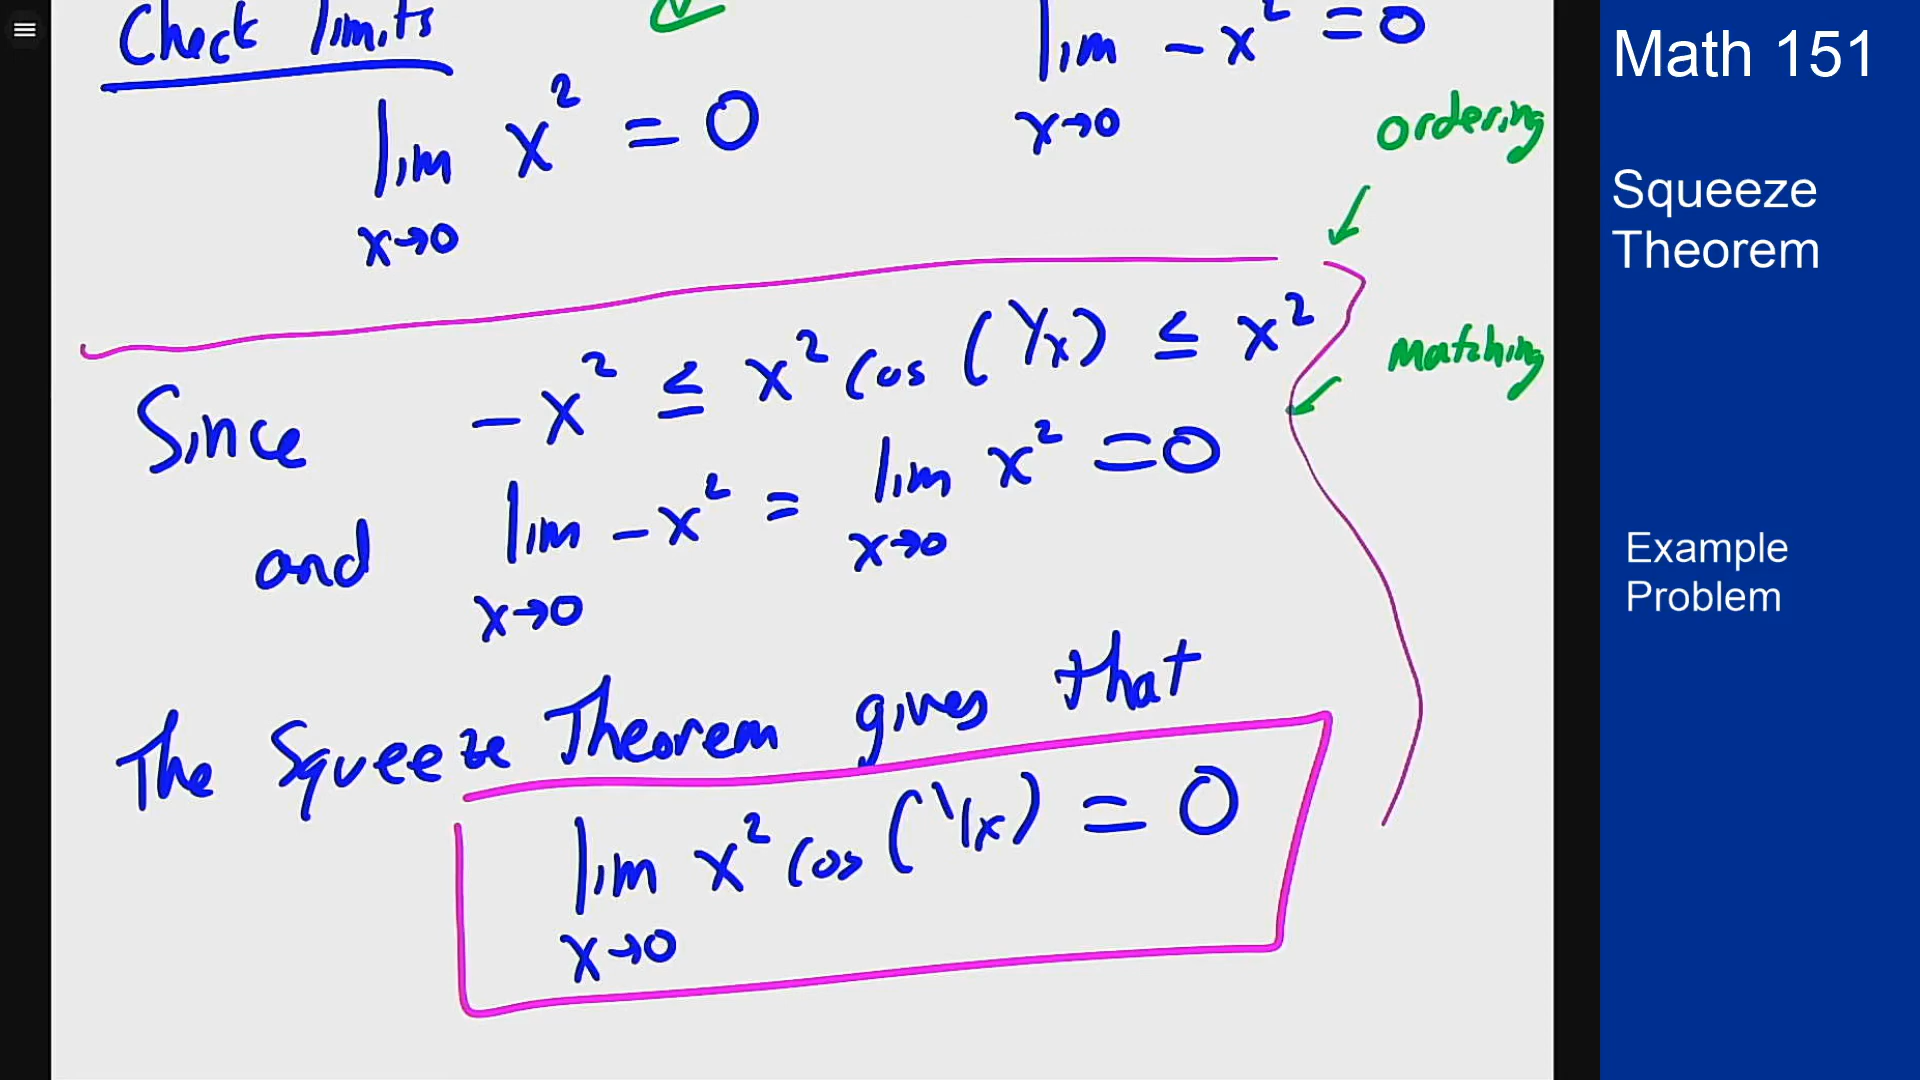 Check limits
lim x² = 0
x→0
lim -x² = 0
x→0
ordering
Since -x² ≤ x² cos (1/x) ≤ x²
matching
and lim -x² = lim x² = 0
x→0 x→0
The Squeeze Theorem gives that
lim x² cos (1/x) = 0
x→0
Math 151
Squeeze
Theorem
Example
Problem